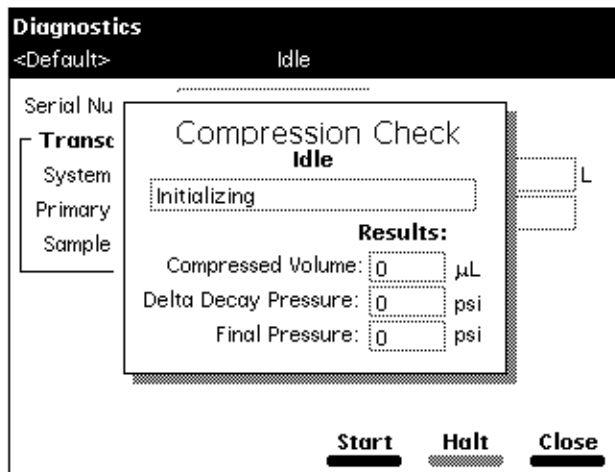 Diagnostics
<Default> Idle
Serial Nu
Transc
System
L
Primary
Sample
Compression Check
Idle
Initializing
Results:
Compressed Volume: 0 µL
Delta Decay Pressure: 0 psi
Final Pressure: 0 psi
Start Halt Close